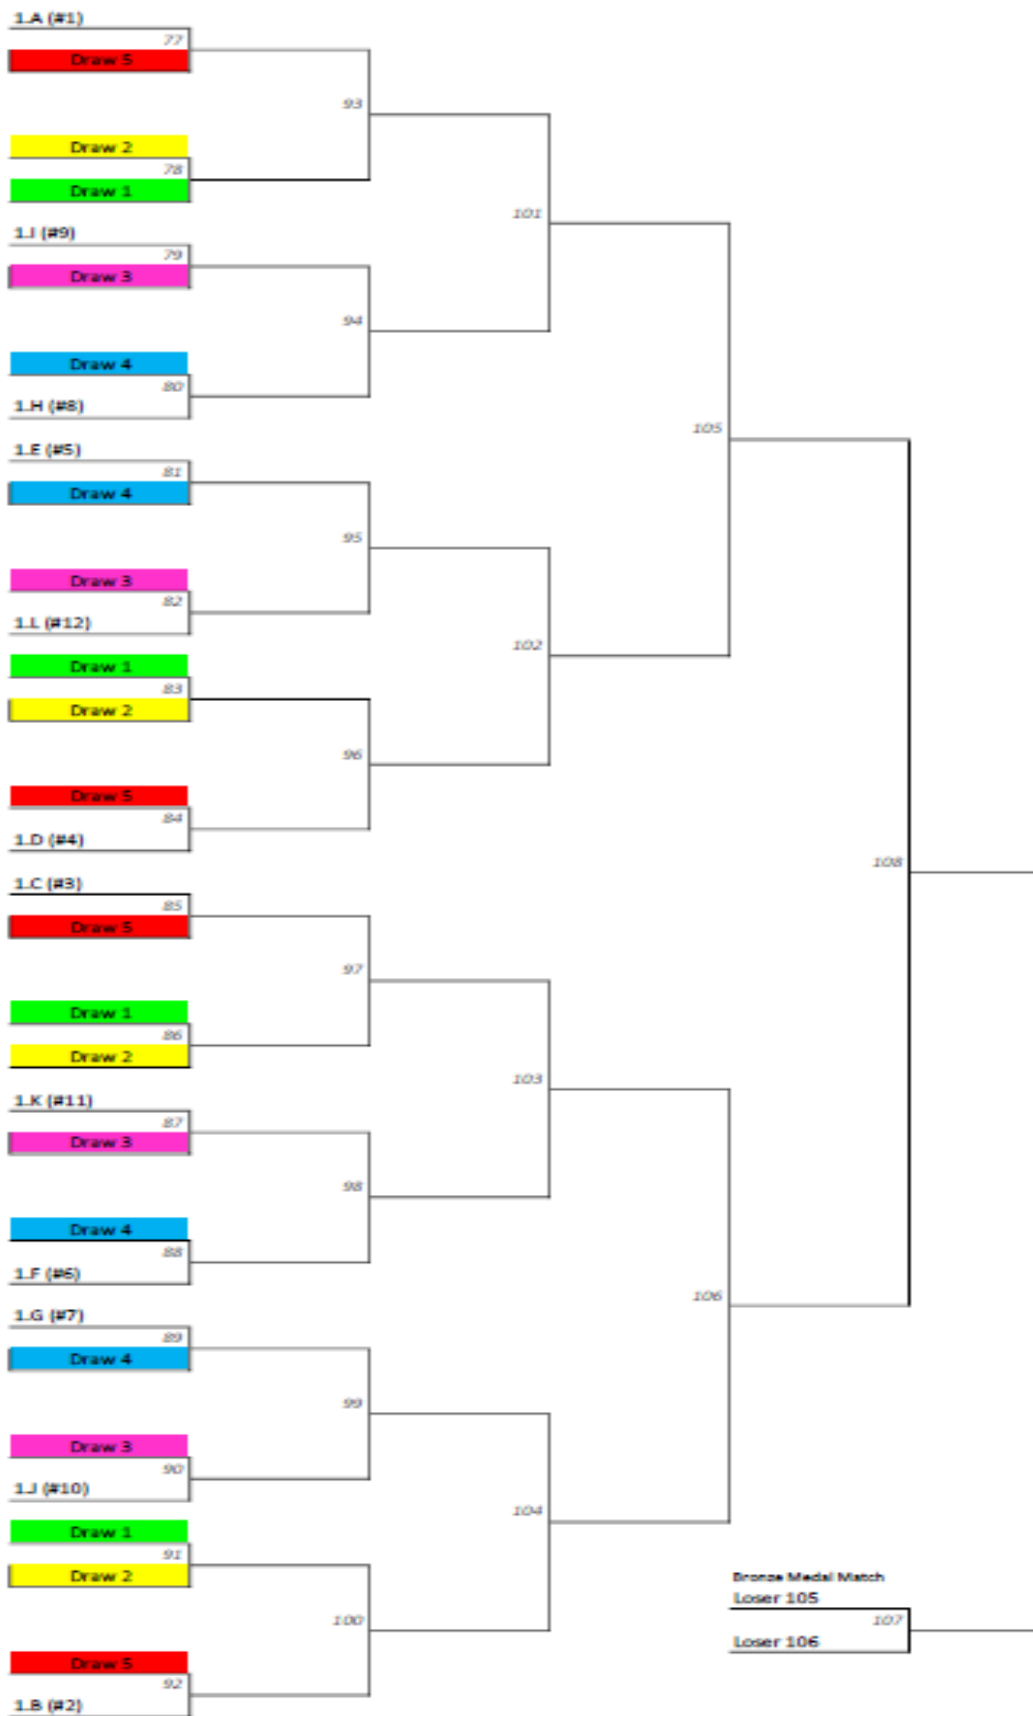 1.A (#1)
77
Draw 5
93
Draw 2
78
Draw 1
101
1.I (#9)
79
Draw 3
94
Draw 4
80
1.H (#8)
105
1.E (#5)
81
Draw 4
95
Draw 3
82
1.L (#12)
102
Draw 1
83
Draw 2
96
Draw 5
84
1.D (#4)
108
1.C (#3)
85
Draw 5
97
Draw 1
86
Draw 2
103
1.K (#11)
87
Draw 3
98
Draw 4
88
1.F (#6)
106
1.G (#7)
89
Draw 4
99
Draw 3
90
1.J (#10)
104
Draw 1
91
Draw 2
Bronze Medal Match
Loser 105
100
107
Loser 106
Draw 5
92
1.B (#2)